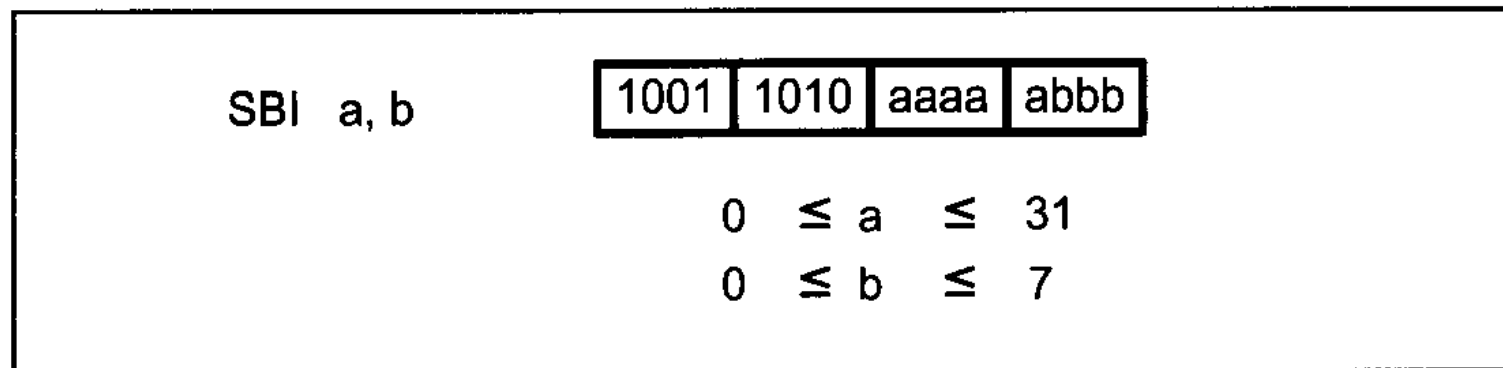 SBI a, b 1001 1010 aaaa abbb
0 ≤ a ≤ 31
0 ≤ b ≤ 7